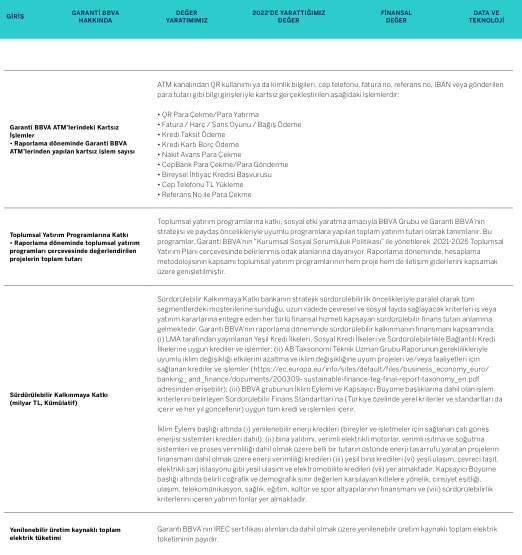 GİRİŞ
GARANTİ BBVA
HAKKINDA
DEĞER
YARATIMIMIZ
2022'DE YARATTIĞIMIZ
DEĞER
FİNANSAL
DEĞER
DATA VE
TEKNOLOJİ
Garanti BBVA ATM'lerindeki Kartsız
İşlemler
• Raporlama döneminde Garanti BBVA
ATM'lerinden yapılan kartsız işlem sayısı
ATM kanalından QR kullanımı ya da kimlik bilgileri, cep telefonu, fatura no, referans no, IBAN veya gönderilen
para tutarı gibi bilgi girişleriyle kartsız gerçekleştirilen aşağıdaki işlemlerdir:
• QR Para Çekme/Para Yatırma
• Fatura / Harç / Şans Oyunu / Bağış Ödeme
• Kredi Taksit Ödeme
• Kredi Kartı Borç Ödeme
• Nakit Avans Para Çekme
• CepBank Para Çekme/Para Gönderme
• Bireysel İhtiyaç Kredisi Başvurusu
• Cep Telefonu TL Yükleme
• Referans No ile Para Çekme
Toplumsal Yatırım Programlarına Katkı
• Raporlama döneminde toplumsal yatırım
programları çerçevesinde değerlendirilen
projelerin toplam tutarı
Toplumsal yatırım programlarına katkı, sosyal etki yaratma amacıyla BBVA Grubu ve Garanti BBVA'nın
stratejisi ve paydaş öncelikleriyle uyumlu programlara yapılan toplam yatırım tutarı olarak tanımlanır. Bu
programlar, Garanti BBVA'nın "Kurumsal Sosyal Sorumluluk Politikası" ile yönetilerek 2021-2025 Toplumsal
Yatırım Planı çerçevesinde belirlenmiş odak alanlarına dayanıyor. Raporlama döneminde, hesaplama
metodolojisinin kapsamı toplumsal yatırım programlarının hem proje hem de iletişim giderlerini kapsamak
üzere genişletilmiştir.
Sürdürülebilir Kalkınmaya Katkı
(milyar TL, Kümülatif)
Sürdürülebilir Kalkınmaya Katkı bankanın stratejik sürdürülebilirlik öncelikleriyle paralel olarak tüm
segmentlerdeki müşterilerine sunduğu, uzun vadede çevresel ve sosyal fayda sağlayacak kriterleri iş veya
yatırım kararlarına entegre eden her türlü finansal hizmeti kapsayan sürdürülebilir finans tutarı anlamına
gelmektedir. Garanti BBVA'nın raporlama döneminde sürdürülebilir kalkınmanın finansmanı kapsamında;
(i) LMA tarafından yayınlanan Yeşil Kredi İlkeleri, Sosyal Kredi İlkeleri ve Sürdürülebilirlikle Bağlantılı Kredi
İlkelerine uygun krediler ve işlemler; (ii) AB Taksonomi Teknik Uzman Grubu Raporunun gereklilikleriyle
uyumlu iklim değişikliği etkilerini azaltma ve iklim değişikliğine uyum projeleri ve/veya faaliyetleri için
sağlanan krediler ve işlemler (https://ec.europa.eu/info/sites/default/files/business_economy_euro/
banking_ and_finance/documents/200309- sustainable-finance-teg-final-report-taxonomy_en.pdf
adresinden erişebilir); (iii) BBVA grubunun İklim Eylemi ve Kapsayıcı Büyüme başlıklarına dahil olan işlem
kriterlerini belirleyen Sürdürülebilir Finans Standartları'na (Türkiye özelinde yerel kriterler ve standartları da
içerir ve her yıl güncellenir) uygun tüm kredi ve işlemleri içerir.
İklim Eylemi başlığı altında (i) yenilenebilir enerji kredileri (bireyler ve işletmeler için sağlanan çatı güneş
enerjisi sistemleri kredileri dahil); (ii) bina yalıtımı, verimli elektrikli motorlar, verimli ısıtma ve soğutma
sistemleri ve proses verimliliği dahil olmak üzere belli bir tutarın üstünde enerji tasarrufu yaratan projelerin
finansmanı dahil olmak üzere enerji verimliliği kredileri (iii) yeşil bina kredileri (vi) yeşil ulaşım, çevreci taşıt,
elektrikli şarj istasyonu gibi yeşil ulaşım ve elektromobilite kredileri (vii) yer almaktadır. Kapsayıcı Büyüme
başlığı altında belirli coğrafi ve demografik sınır değerleri karşılayan kitlelere yönelik; cinsiyet eşitliği,
ulaşım, telekomünikasyon, sağlık, eğitim, kültür ve spor altyapılarının finansmanı ve (viii) sürdürülebilirlik
kriterlerini içeren yatırım fonlar yer almaktadır.
Yenilenebilir üretim kaynaklı toplam
elektrik tüketimi
Garanti BBVA'nın IREC sertifikası alımları da dahil olmak üzere yenilenebilir üretim kaynaklı toplam elektrik
tüketiminin payıdır.